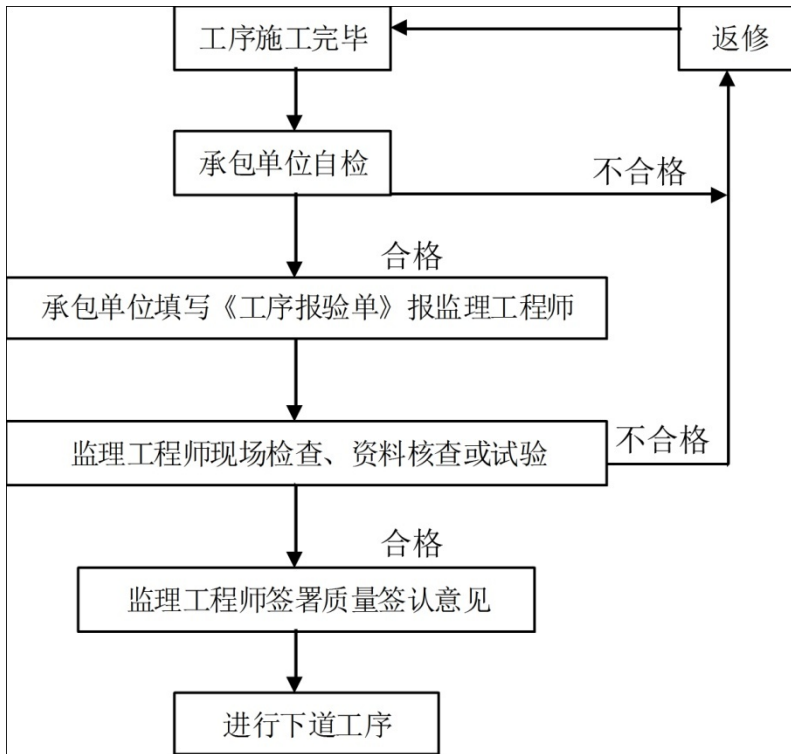 工序施工完毕
返修
承包单位自检
不合格
合格
承包单位填写《工序报验单》报监理工程师
监理工程师现场检查、资料核查或试验
不合格
合格
监理工程师签署质量签认意见
进行下道工序